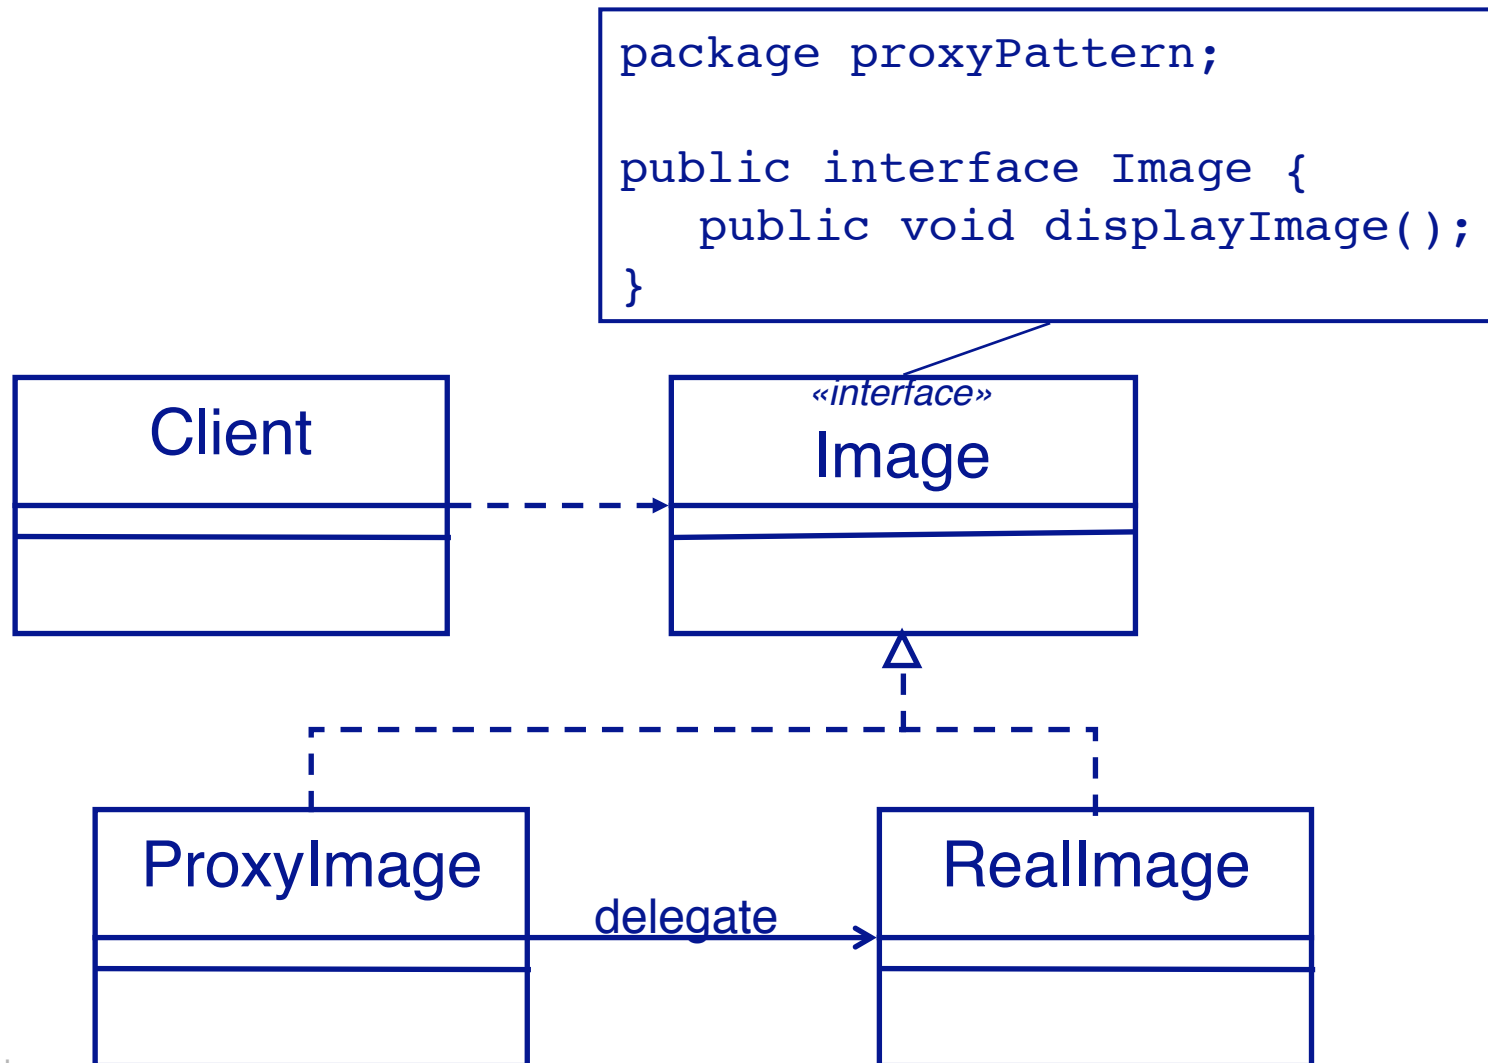 package proxyPattern;
public interface Image {
public void displayImage();
}
Client
«interface»
Image
ProxyImage
delegate
RealImage